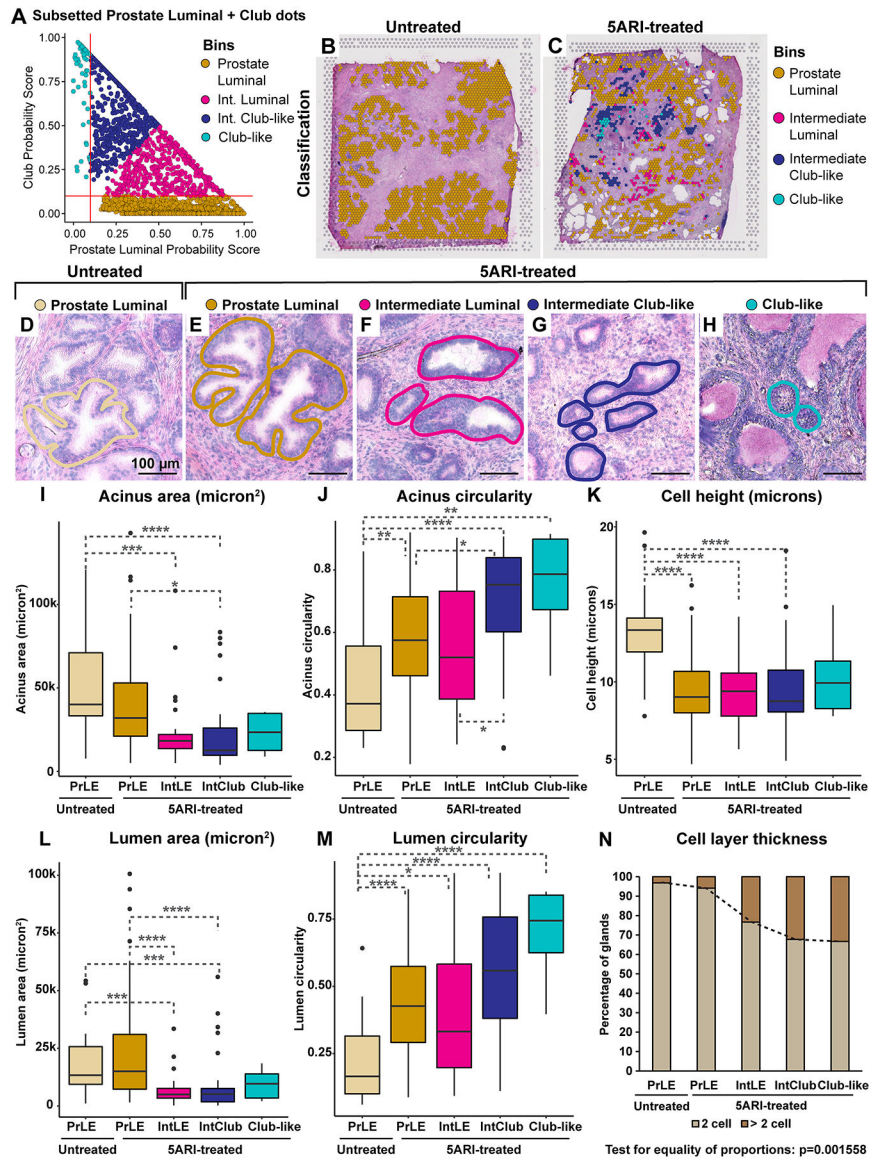 A Subsetted Prostate Luminal + Club dots
Club Probability Score
1.00
0.75
0.50
0.25
0.00
0.00 0.25 0.50 0.75 1.00
Prostate Luminal Probability Score
Bins
Prostate
Luminal
Int. Luminal
Int. Club-like
Club-like
Untreated
5ARI-treated
B
C
Classification
Bins
Prostate
Luminal
Intermediate
Luminal
Intermediate
Club-like
Club-like
Untreated
5ARI-treated
Prostate Luminal
Prostate Luminal
Intermediate Luminal
Intermediate Club-like
Club-like
D
E
F
G
H
100 µm
I Acinus area (micron²)
Acinus area (micron²)
100k
50k
0
****
***
*
PrLE PrLE IntLE IntClub Club-like
Untreated 5ARI-treated
J Acinus circularity
Acinus circularity
0.8
0.6
0.4
0.2
**
****
**
*
*
PrLE PrLE IntLE IntClub Club-like
Untreated 5ARI-treated
K Cell height (microns)
Cell height (microns)
20
15
10
5
****
****
****
PrLE PrLE IntLE IntClub Club-like
Untreated 5ARI-treated
L Lumen area (micron²)
Lumen area (micron²)
100k
75k
50k
25k
0
****
****
***
***
PrLE PrLE IntLE IntClub Club-like
Untreated 5ARI-treated
M Lumen circularity
Lumen circularity
0.75
0.50
0.25
****
****
*
****
PrLE PrLE IntLE IntClub Club-like
Untreated 5ARI-treated
N Cell layer thickness
Percentage of glands
100
90
80
70
60
50
40
30
20
10
0
PrLE PrLE IntLE IntClub Club-like
Untreated 5ARI-treated
2 cell > 2 cell
Test for equality of proportions: p=0.001558